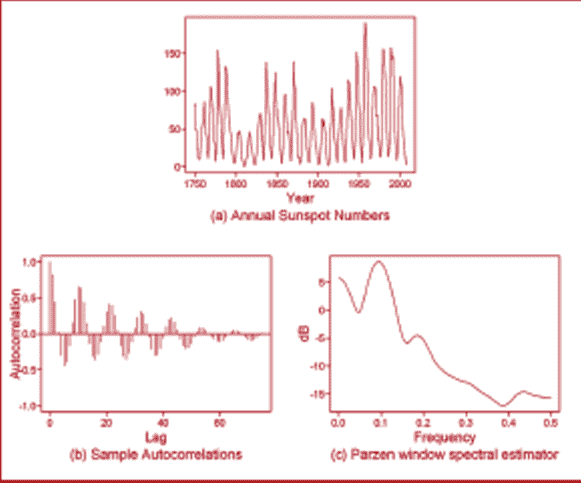 150
100
50
0
1750 1800 1850 1900 1950 2000
Year
(a) Annual Sunspot Numbers
1.0
0.5
0.0
-0.5
-1.0
Autocorrelation
0 20 40 60
Lag
(b) Sample Autocorrelations
5
0
-5
-10
-15
dB
0.0 0.1 0.2 0.3 0.4 0.5
Frequency
(c) Parzen window spectral estimator